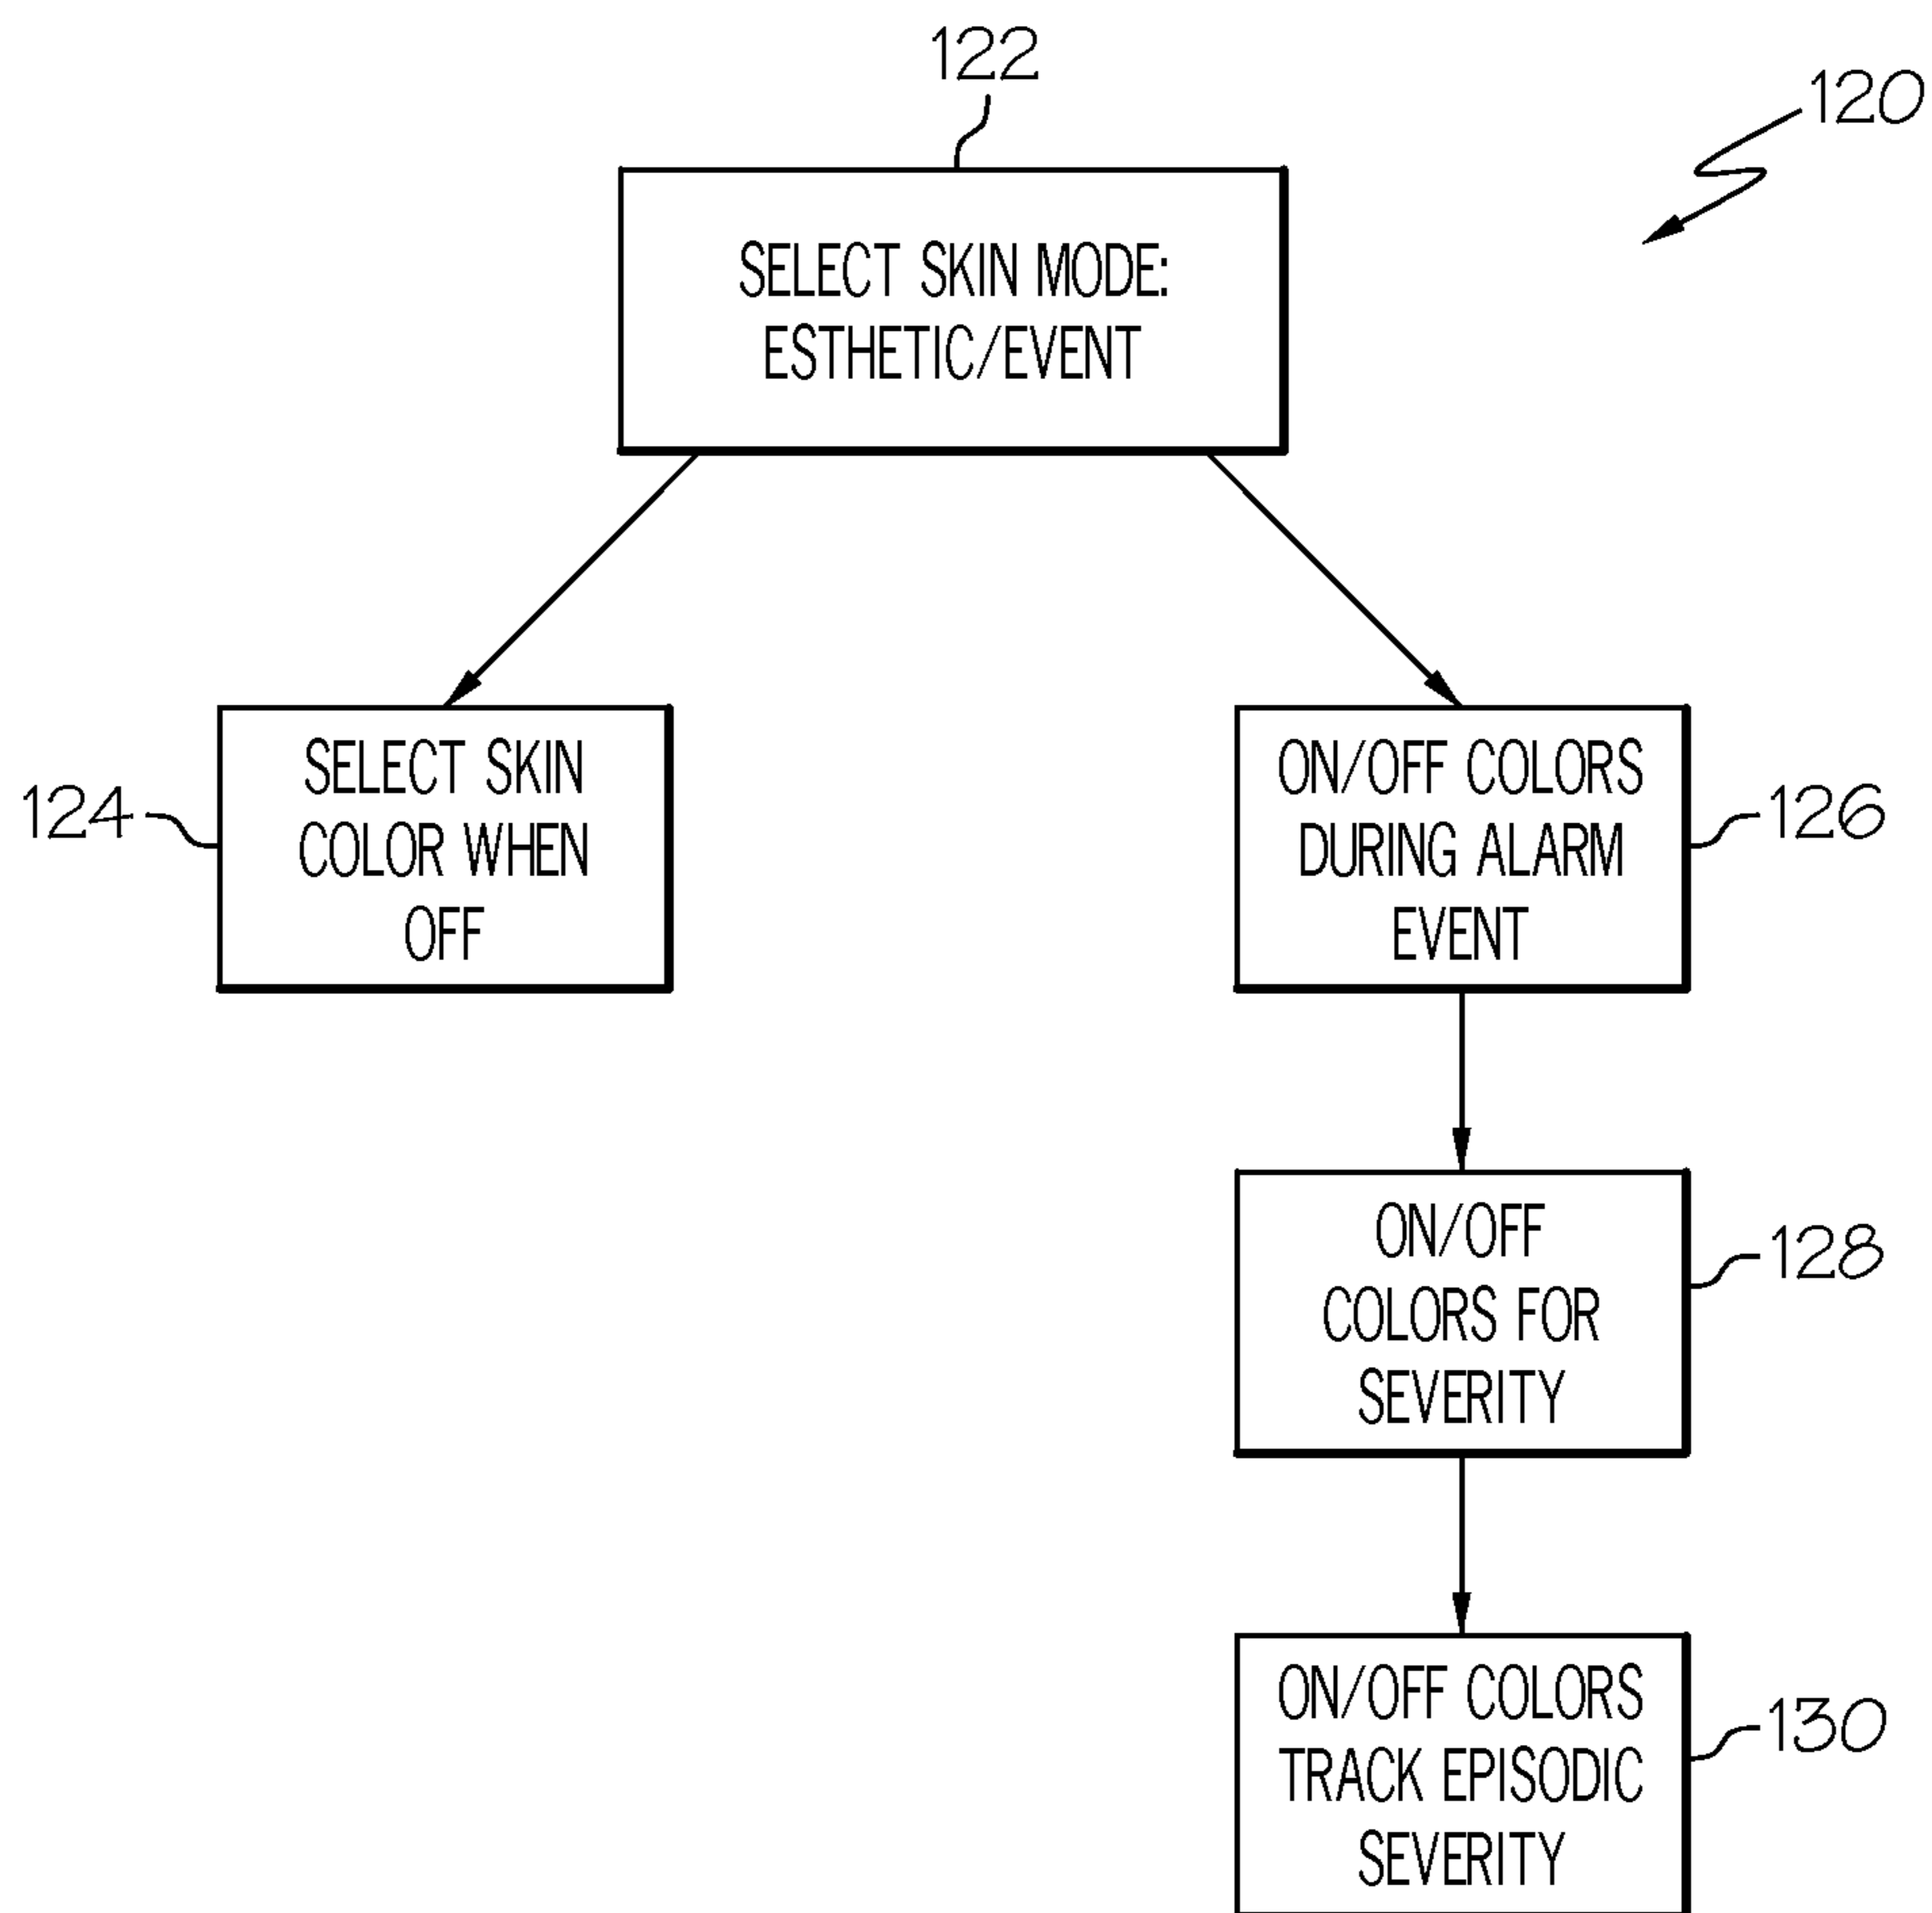 122
120
SELECT SKIN MODE:
ESTHETIC/EVENT
124
SELECT SKIN
COLOR WHEN
OFF
ON/OFF COLORS
DURING ALARM
EVENT
126
ON/OFF
COLORS FOR
SEVERITY
128
ON/OFF COLORS
TRACK EPISODIC
SEVERITY
130